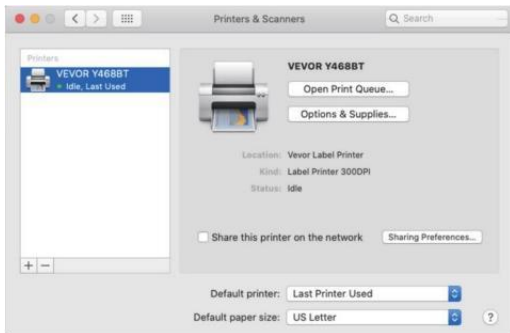 Printers & Scanners
Search
Printers
VEVOR Y468BT
Idle, Last Used
VEVOR Y468BT
Open Print Queue...
Options & Supplies...
Location: Vevor Label Printer
Kind: Label Printer 300DPI
Status: Idle
Share this printer on the network
Sharing Preferences...
+ −
Default printer: Last Printer Used
Default paper size: US Letter
?